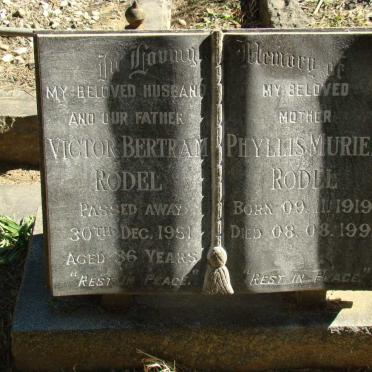 In Loving Memory of
MY BELOVED HUSBAND
AND OUR FATHER
VICTOR BERTRAM
RODEL
PASSED AWAY
30TH DEC. 1951
AGED 36 YEARS
"REST IN PEACE."
MY BELOVED
MOTHER
PHYLLIS MURIEL
RODEL
BORN 09.11.1919
DIED 08.08.199
"REST IN PEACE"